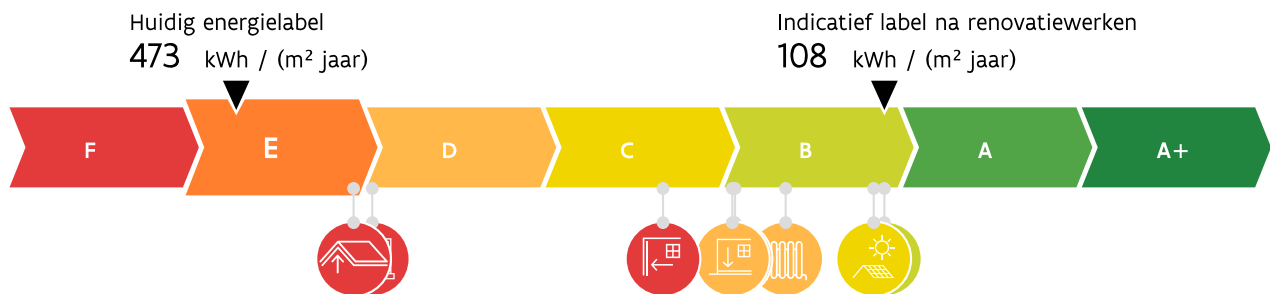 Huidig energielabel
473 kWh / (m² jaar)
Indicatief label na renovatiewerken
108 kWh / (m² jaar)
F E D C B A A+